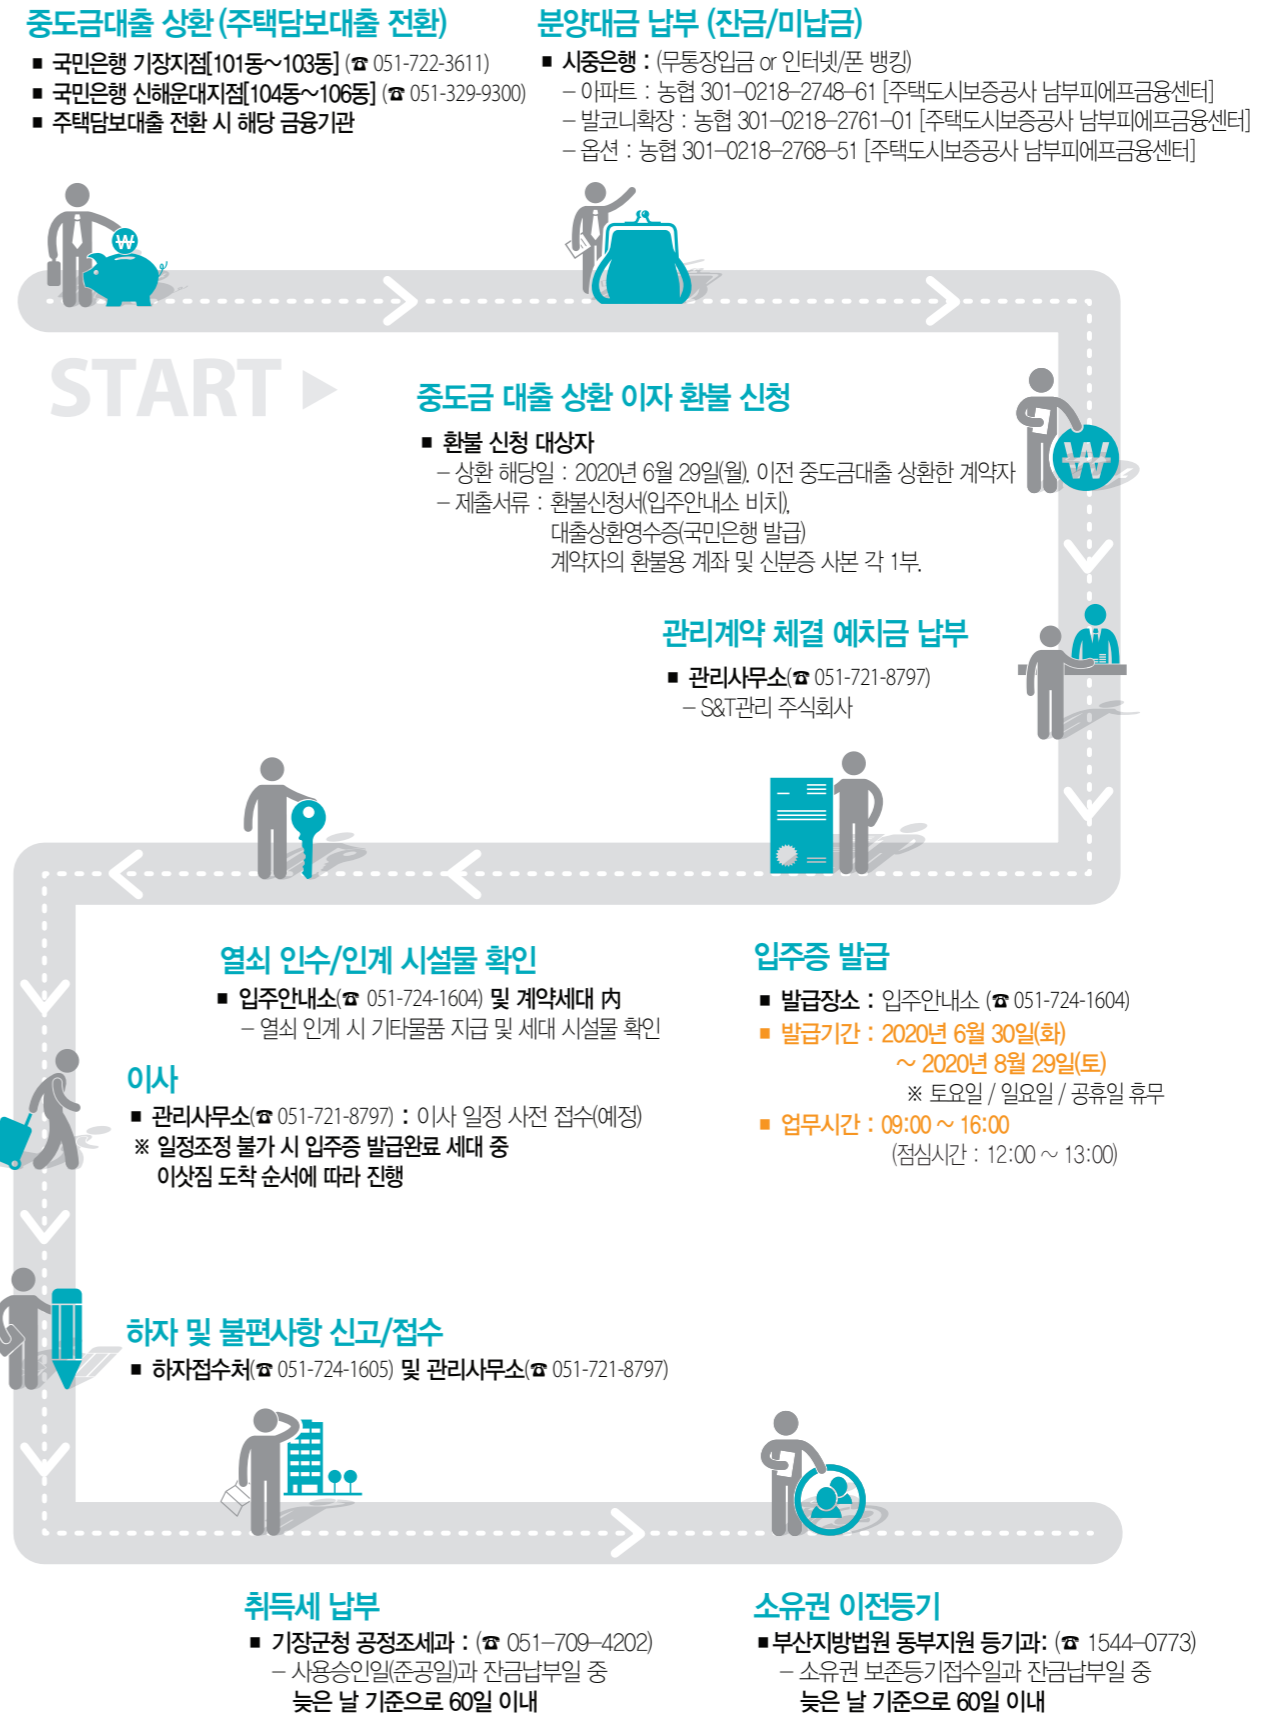 중도금대출 상환 (주택담보대출 전환)
■ 국민은행 기장지점[101동~103동] (☎ 051-722-3611)
■ 국민은행 신해운대지점[104동~106동] (☎ 051-329-9300)
■ 주택담보대출 전환 시 해당 금융기관
분양대금 납부 (잔금/미납금)
■ 시중은행 : (무통장입금 or 인터넷/폰 뱅킹)
– 아파트 : 농협 301–0218–2748–61 [주택도시보증공사 남부피에프금융센터]
– 발코니확장 : 농협 301–0218–2761–01 [주택도시보증공사 남부피에프금융센터]
– 옵션 : 농협 301–0218–2768–51 [주택도시보증공사 남부피에프금융센터]
₩
START ▶
중도금 대출 상환 이자 환불 신청
■ 환불 신청 대상자
– 상환 해당일 : 2020년 6월 29일(월). 이전 중도금대출 상환한 계약자
– 제출서류 : 환불신청서(입주안내소 비치),
대출상환영수증(국민은행 발급)
계약자의 환불용 계좌 및 신분증 사본 각 1부.
₩
관리계약 체결 예치금 납부
■ 관리사무소(☎ 051-721-8797)
– S&T관리 주식회사
열쇠 인수/인계 시설물 확인
■ 입주안내소(☎ 051-724-1604) 및 계약세대 內
– 열쇠 인계 시 기타물품 지급 및 세대 시설물 확인
입주증 발급
■ 발급장소 : 입주안내소 (☎ 051-724-1604)
■ 발급기간 : 2020년 6월 30일(화)
~ 2020년 8월 29일(토)
※ 토요일 / 일요일 / 공휴일 휴무
■ 업무시간 : 09:00 ~ 16:00
(점심시간 : 12:00 ~ 13:00)
이사
■ 관리사무소(☎ 051-721-8797) : 이사 일정 사전 접수(예정)
※ 일정조정 불가 시 입주증 발급완료 세대 중
이삿짐 도착 순서에 따라 진행
하자 및 불편사항 신고/접수
■ 하자접수처(☎ 051-724-1605) 및 관리사무소(☎ 051-721-8797)
취득세 납부
■ 기장군청 공정조세과 : (☎ 051–709–4202)
– 사용승인일(준공일)과 잔금납부일 중
늦은 날 기준으로 60일 이내
소유권 이전등기
■부산지방법원 동부지원 등기과: (☎ 1544–0773)
– 소유권 보존등기접수일과 잔금납부일 중
늦은 날 기준으로 60일 이내